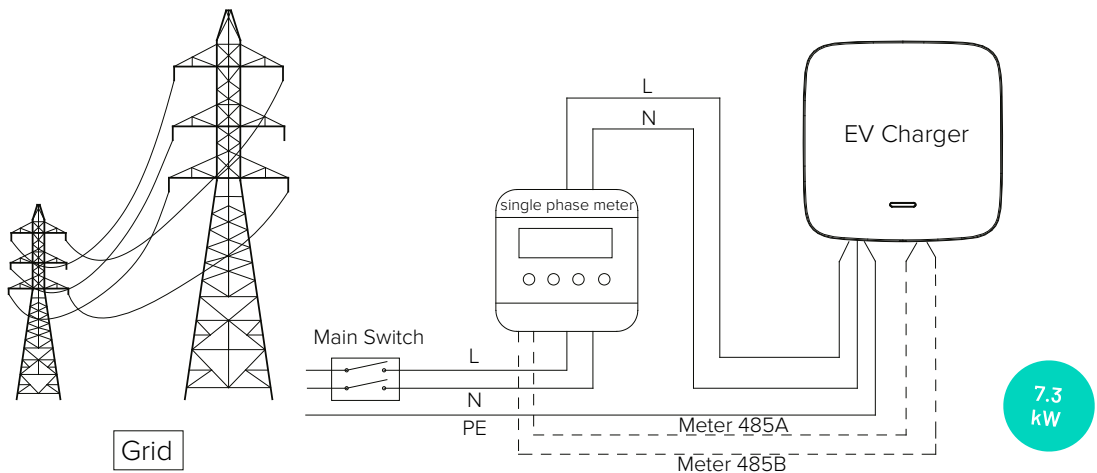 L
N
EV Charger
single phase meter
Main Switch
L
N
PE
Meter 485A
Meter 485B
Grid
7.3
kW